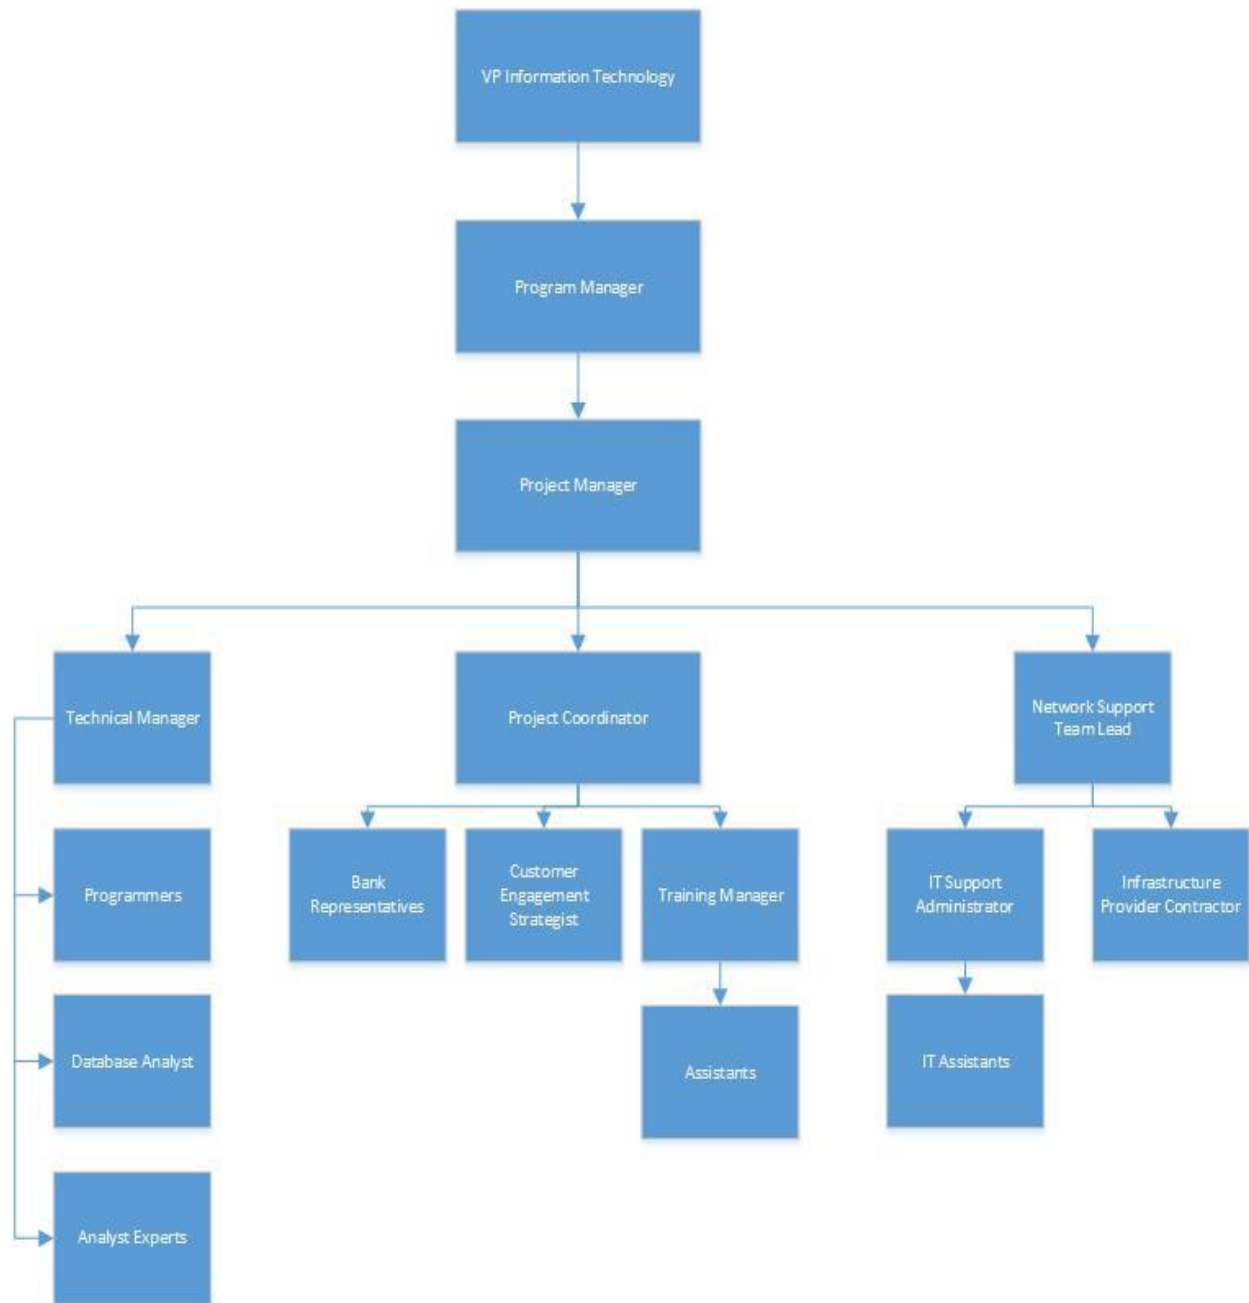 VP Information Technology
Program Manager
Project Manager
Technical Manager
Project Coordinator
Network Support
Team Lead
Programmers
Bank
Representatives
Customer
Engagement
Strategist
Training Manager
IT Support
Administrator
Infrastructure
Provider Contractor
Database Analyst
Assistants
IT Assistants
Analyst Experts